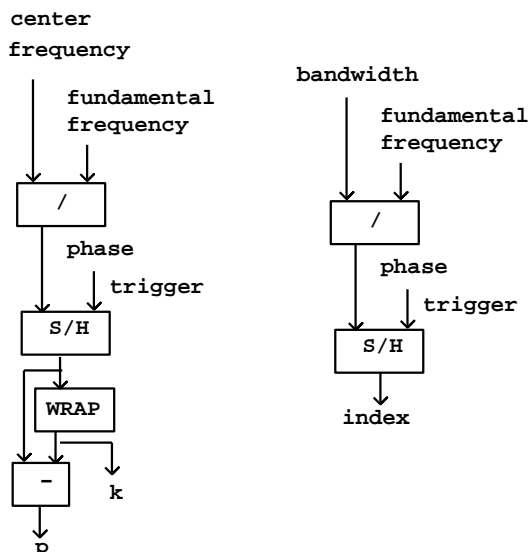 center
frequency
fundamental
frequency
/
phase
trigger
S/H
WRAP
-
k
p
bandwidth
fundamental
frequency
/
phase
trigger
S/H
index